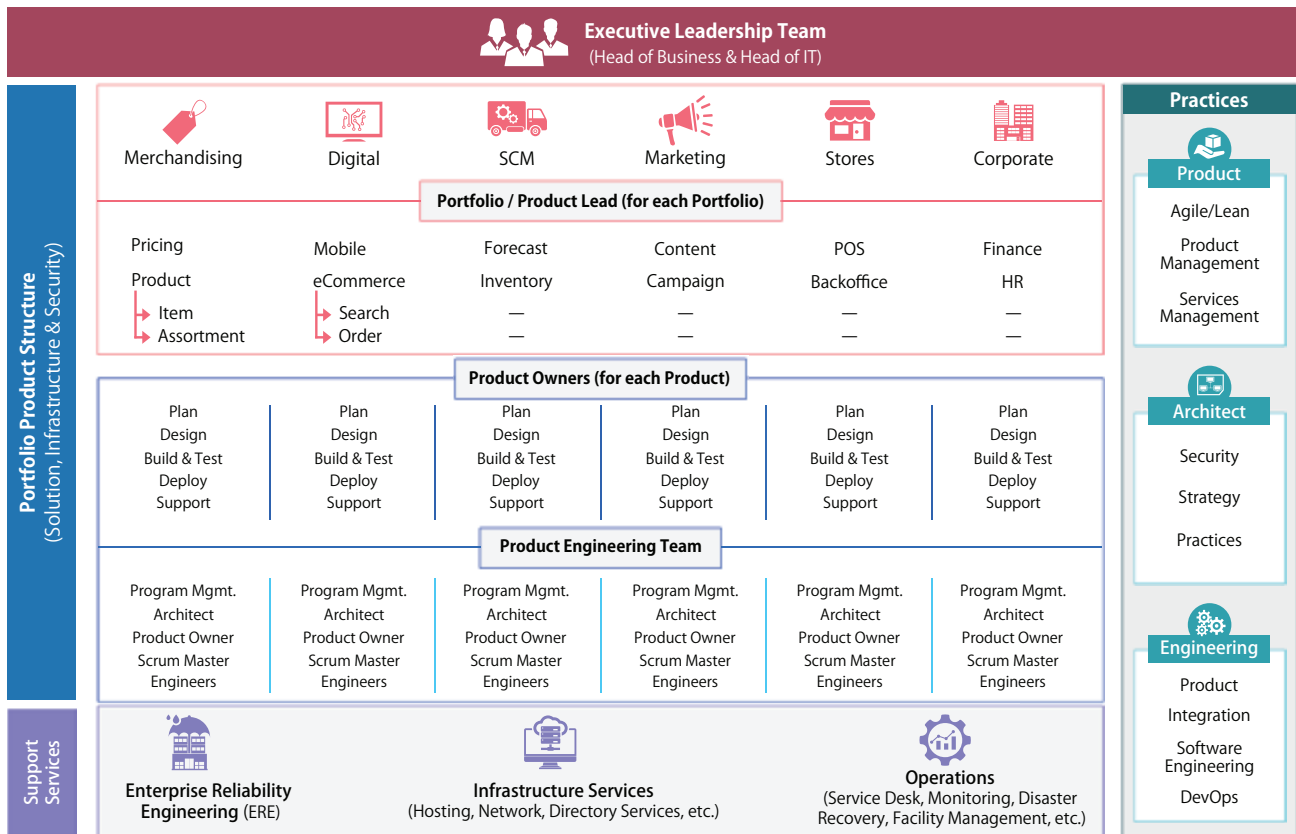 Executive Leadership Team
(Head of Business & Head of IT)
Portfolio Product Structure
(Solution, Infrastructure & Security)
Merchandising
Digital
SCM
Marketing
Stores
Corporate
Portfolio / Product Lead (for each Portfolio)
Pricing
Product
Item
Assortment
Mobile
eCommerce
Search
Order
Forecast
Inventory
—
—
Content
Campaign
—
—
POS
Backoffice
—
—
Finance
HR
—
—
Product Owners (for each Product)
Plan
Design
Build & Test
Deploy
Support
Plan
Design
Build & Test
Deploy
Support
Plan
Design
Build & Test
Deploy
Support
Plan
Design
Build & Test
Deploy
Support
Plan
Design
Build & Test
Deploy
Support
Plan
Design
Build & Test
Deploy
Support
Product Engineering Team
Program Mgmt.
Architect
Product Owner
Scrum Master
Engineers
Program Mgmt.
Architect
Product Owner
Scrum Master
Engineers
Program Mgmt.
Architect
Product Owner
Scrum Master
Engineers
Program Mgmt.
Architect
Product Owner
Scrum Master
Engineers
Program Mgmt.
Architect
Product Owner
Scrum Master
Engineers
Program Mgmt.
Architect
Product Owner
Scrum Master
Engineers
Support
Services
Enterprise Reliability
Engineering (ERE)
Infrastructure Services
(Hosting, Network, Directory Services, etc.)
Operations
(Service Desk, Monitoring, Disaster
Recovery, Facility Management, etc.)
Practices
Product
Agile/Lean
Product
Management
Services
Management
Architect
Security
Strategy
Practices
Engineering
Product
Integration
Software
Engineering
DevOps